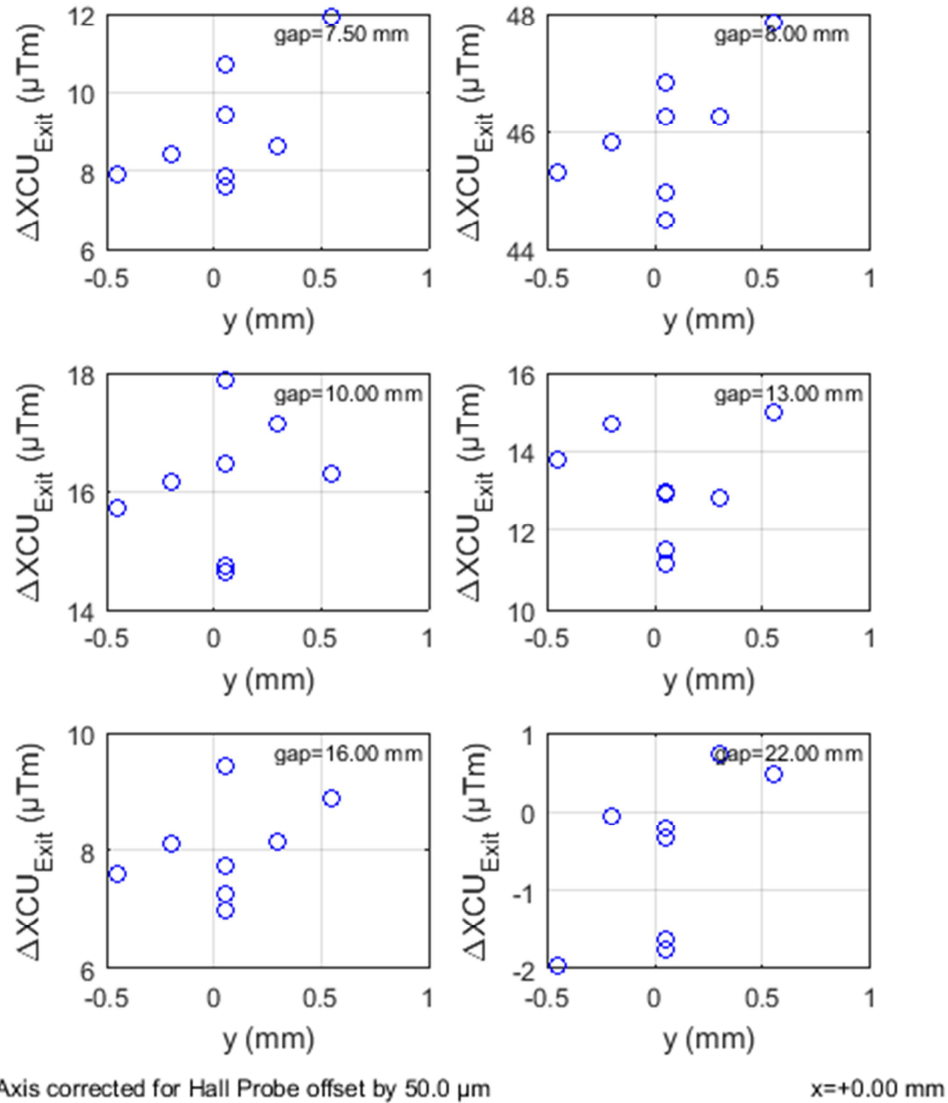 12
10
8
6
-0.5 0 0.5 1
ΔXCU_Exit (µTm)
y (mm)
gap=7.50 mm
48
46
44
-0.5 0 0.5 1
ΔXCU_Exit (µTm)
y (mm)
gap=8.00 mm
18
16
14
-0.5 0 0.5 1
ΔXCU_Exit (µTm)
y (mm)
gap=10.00 mm
16
14
12
10
-0.5 0 0.5 1
ΔXCU_Exit (µTm)
y (mm)
gap=13.00 mm
10
8
6
-0.5 0 0.5 1
ΔXCU_Exit (µTm)
y (mm)
gap=16.00 mm
1
0
-1
-2
-0.5 0 0.5 1
ΔXCU_Exit (µTm)
y (mm)
gap=22.00 mm
Axis corrected for Hall Probe offset by 50.0 µm
x=+0.00 mm